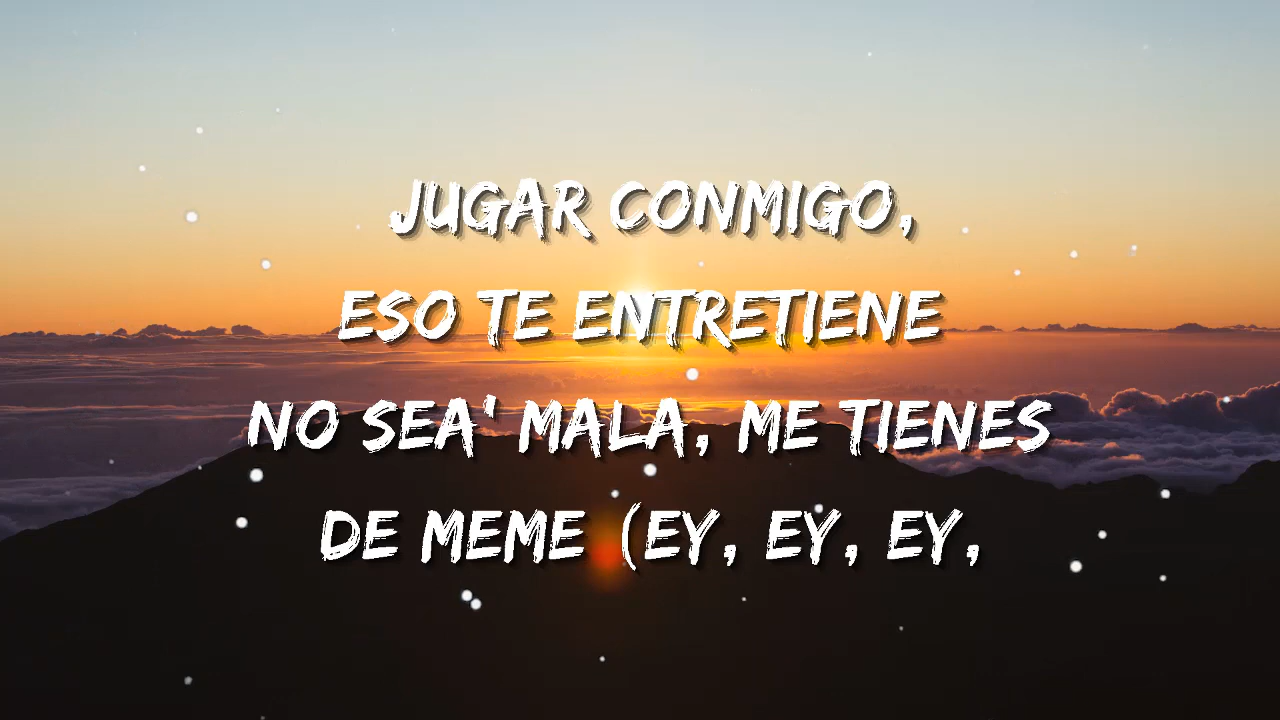 JUGAR CONMIGO,
ESO TE ENTRETIENE
NO SEA' MALA, ME TIENES
DE MEME (EY, EY, EY,